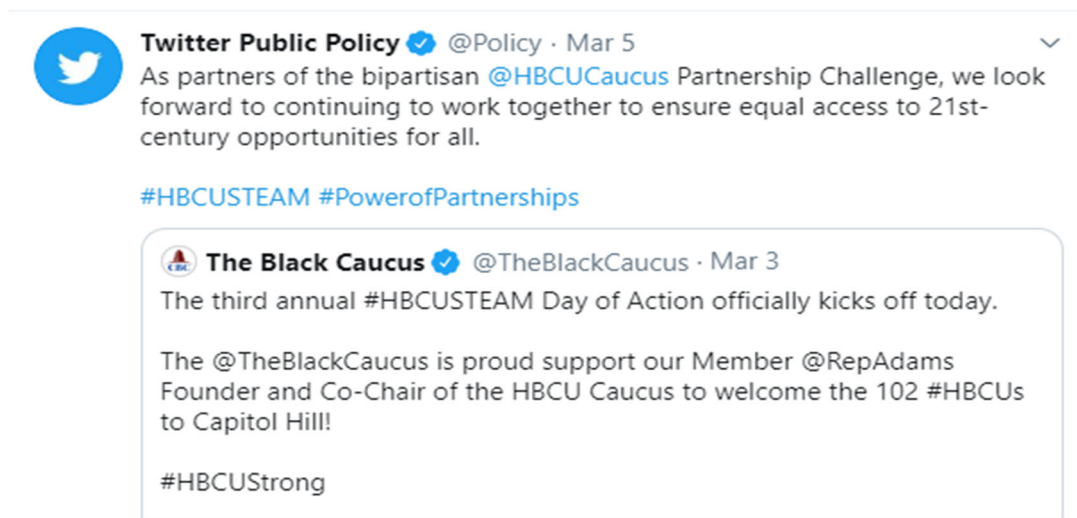 Twitter Public Policy @Policy · Mar 5
As partners of the bipartisan @HBCUCaucus Partnership Challenge, we look
forward to continuing to work together to ensure equal access to 21st-
century opportunities for all.
#HBCUSTEAM #PowerofPartnerships
CBC
The Black Caucus @TheBlackCaucus · Mar 3
The third annual #HBCUSTEAM Day of Action officially kicks off today.
The @TheBlackCaucus is proud support our Member @RepAdams
Founder and Co-Chair of the HBCU Caucus to welcome the 102 #HBCUs
to Capitol Hill!
#HBCUStrong